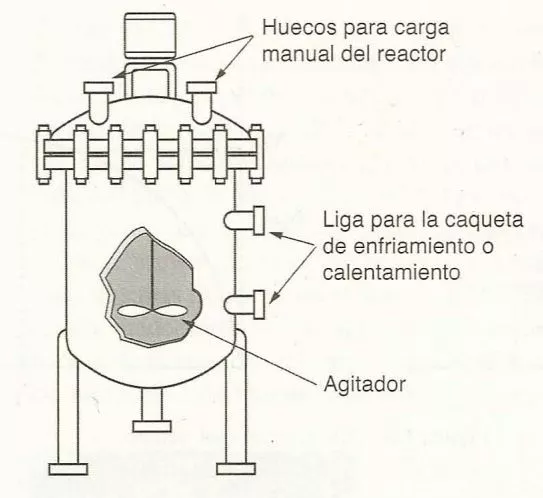 Huecos para carga
manual del reactor
Liga para la caqueta
de enfriamiento o
calentamiento
Agitador